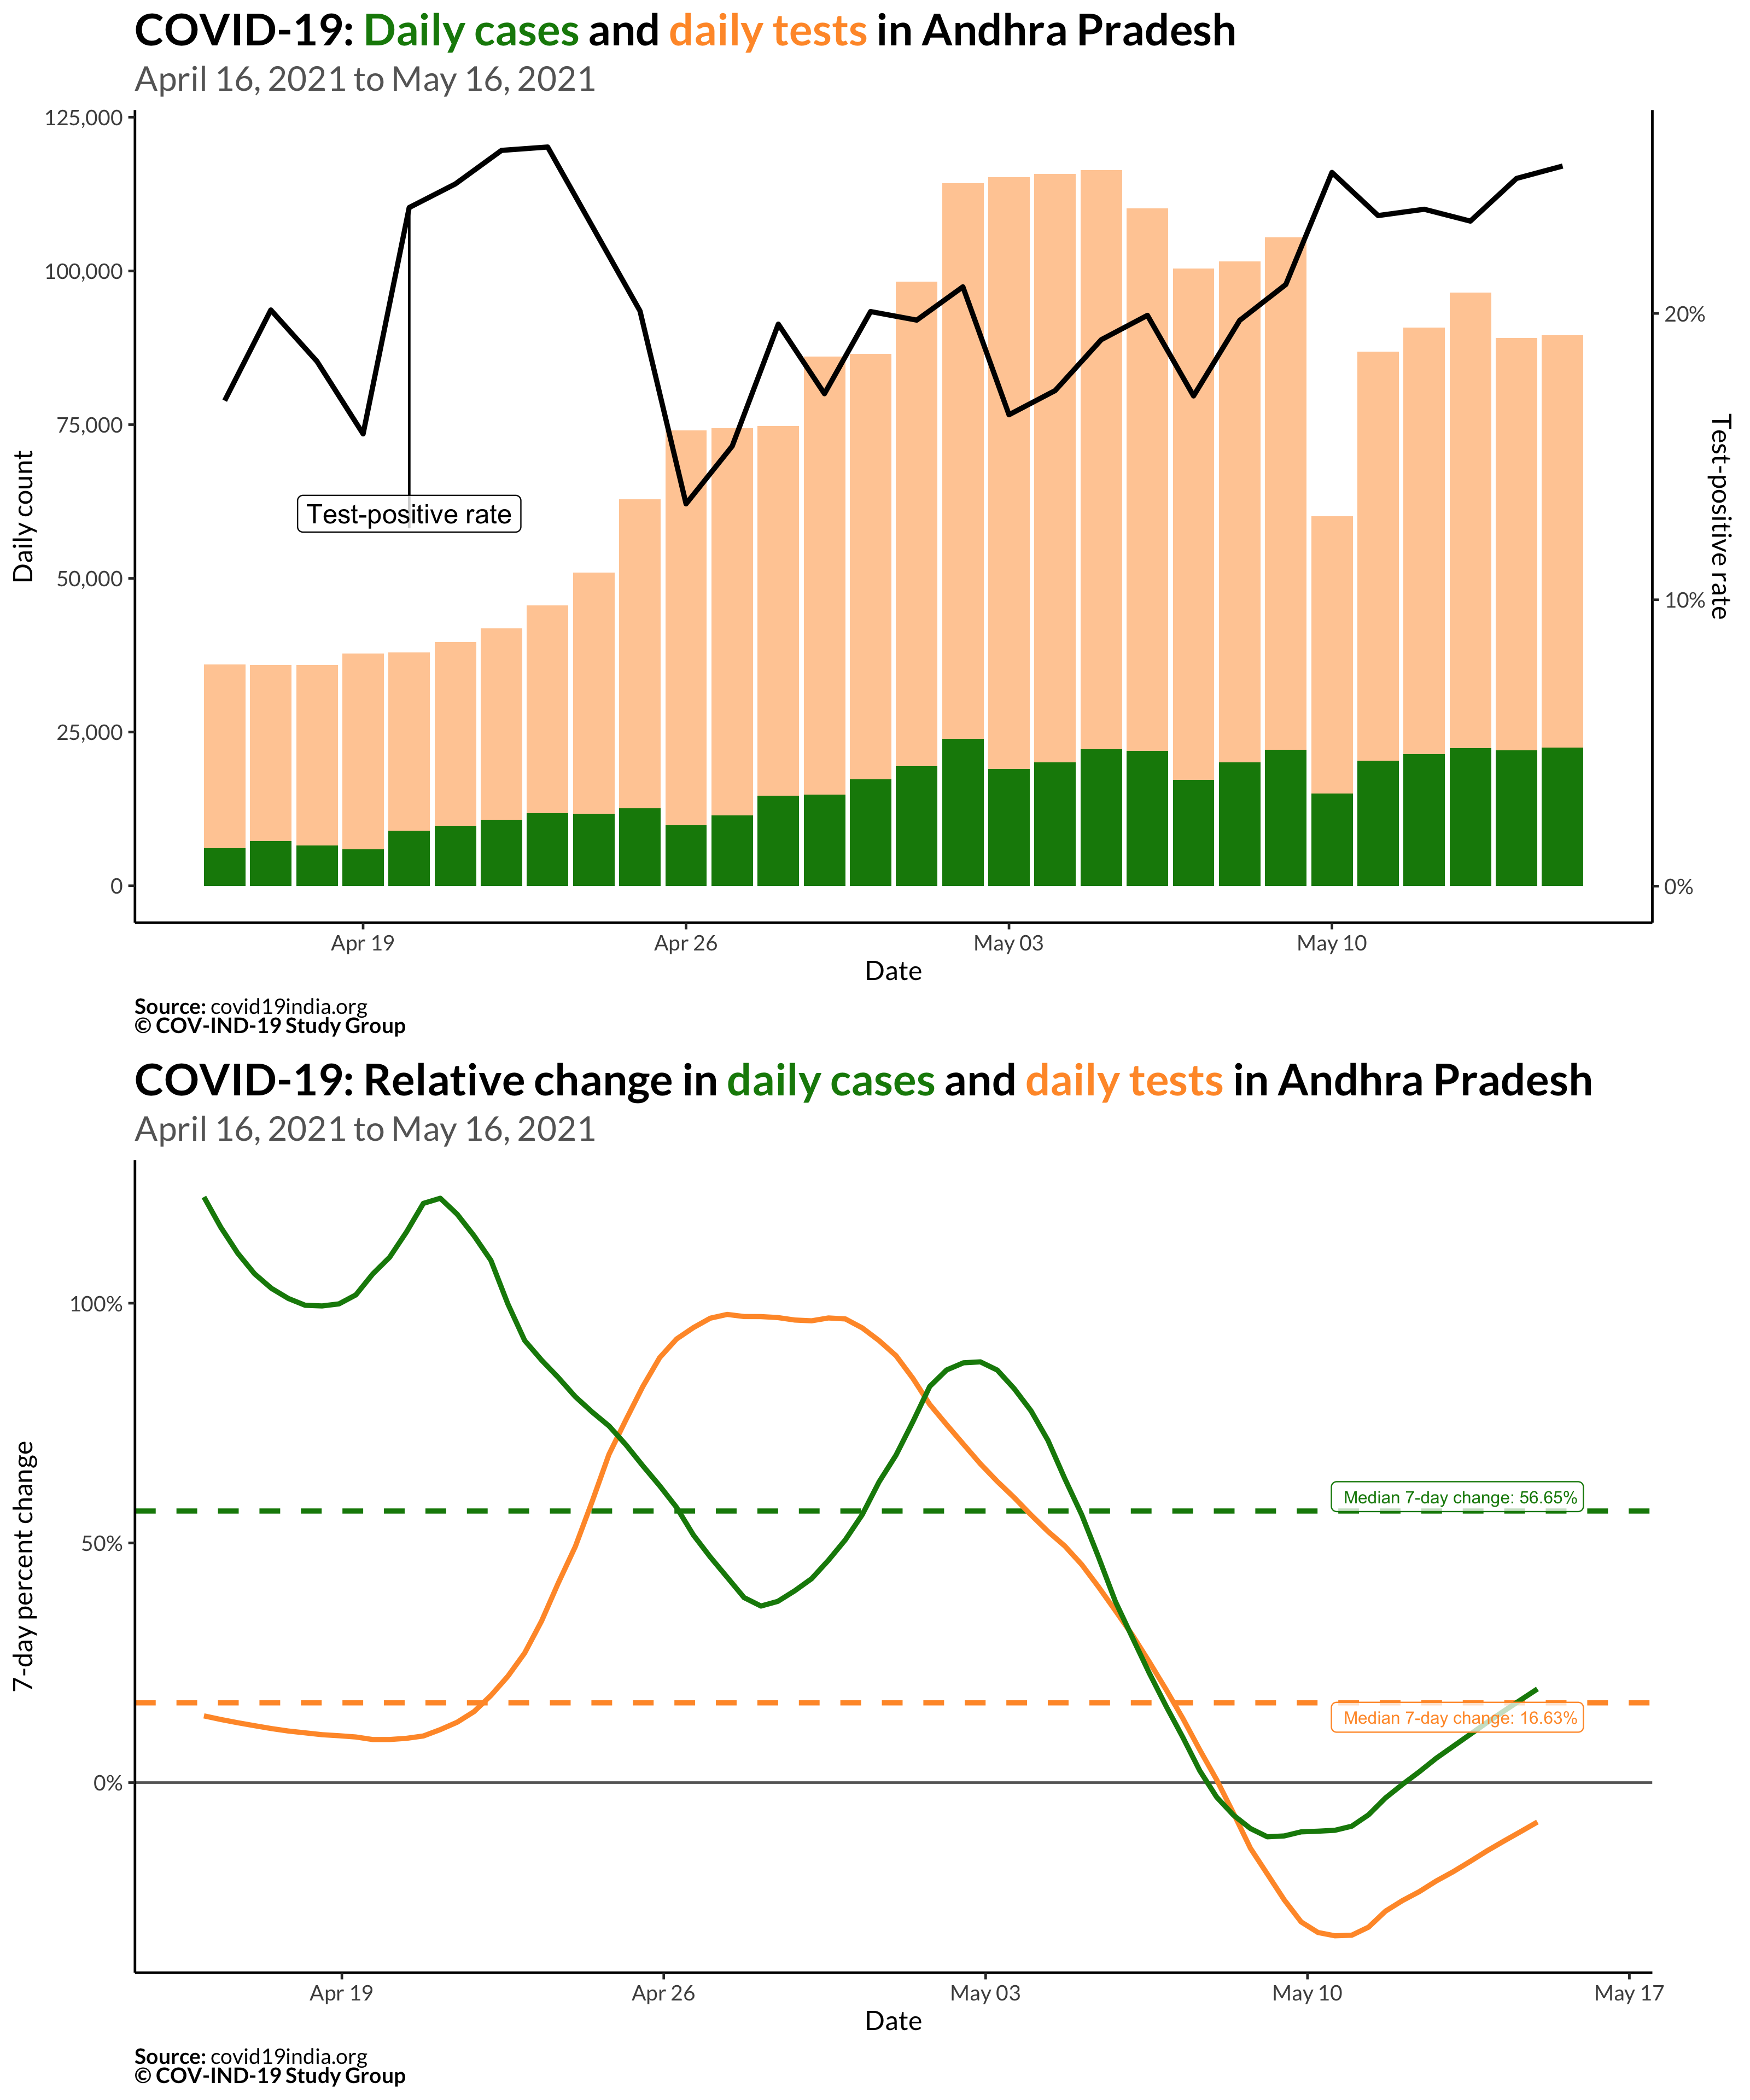 COVID-19: Daily cases and daily tests in Andhra Pradesh
April 16, 2021 to May 16, 2021
125,000
100,000
75,000
50,000
25,000
0
Daily count
Test-positive rate
20%
10%
0%
Test-positive rate
Apr 19
Apr 26
May 03
May 10
Date
Source: covid19india.org
© COV-IND-19 Study Group
COVID-19: Relative change in daily cases and daily tests in Andhra Pradesh
April 16, 2021 to May 16, 2021
100%
50%
0%
7-day percent change
Median 7-day change: 56.65%
Median 7-day change: 16.63%
Apr 19
Apr 26
May 03
May 10
May 17
Date
Source: covid19india.org
© COV-IND-19 Study Group